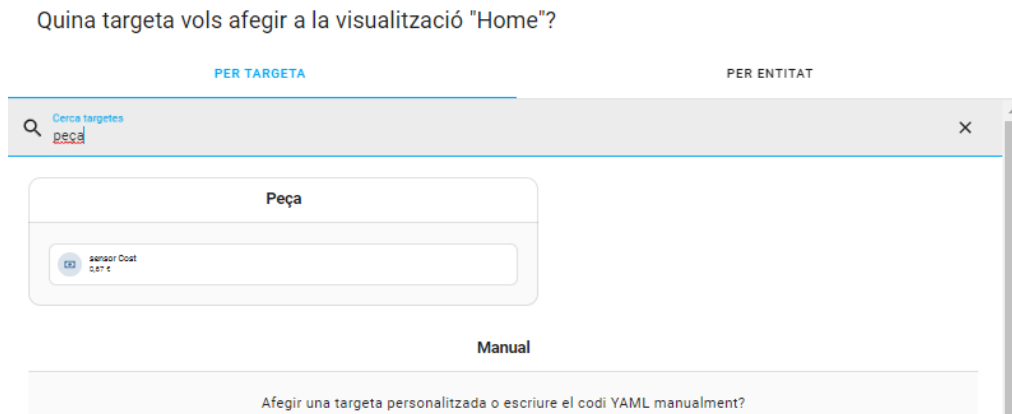 Quina targeta vols afegir a la visualització "Home"?
PER TARGETA
PER ENTITAT
Cerca targetes
peça
Peça
sensor Cost
0,67 €
Manual
Afegir una targeta personalitzada o escriure el codi YAML manualment?